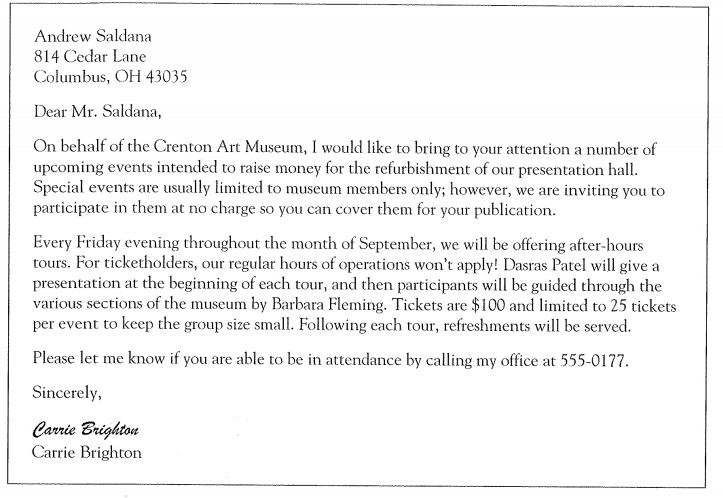 Andrew Saldana
814 Cedar Lane
Columbus, OH 43035
Dear Mr. Saldana,
On behalf of the Crenton Art Museum, I would like to bring to your attention a number of
upcoming events intended to raise money for the refurbishment of our presentation hall.
Special events are usually limited to museum members only; however, we are inviting you to
participate in them at no charge so you can cover them for your publication.
Every Friday evening throughout the month of September, we will be offering after-hours
tours. For ticketholders, our regular hours of operations won't apply! Dasras Patel will give a
presentation at the beginning of each tour, and then participants will be guided through the
various sections of the museum by Barbara Fleming. Tickets are $100 and limited to 25 tickets
per event to keep the group size small. Following each tour, refreshments will be served.
Please let me know if you are able to be in attendance by calling my office at 555-0177.
Sincerely,
Carrie Brighton
Carrie Brighton